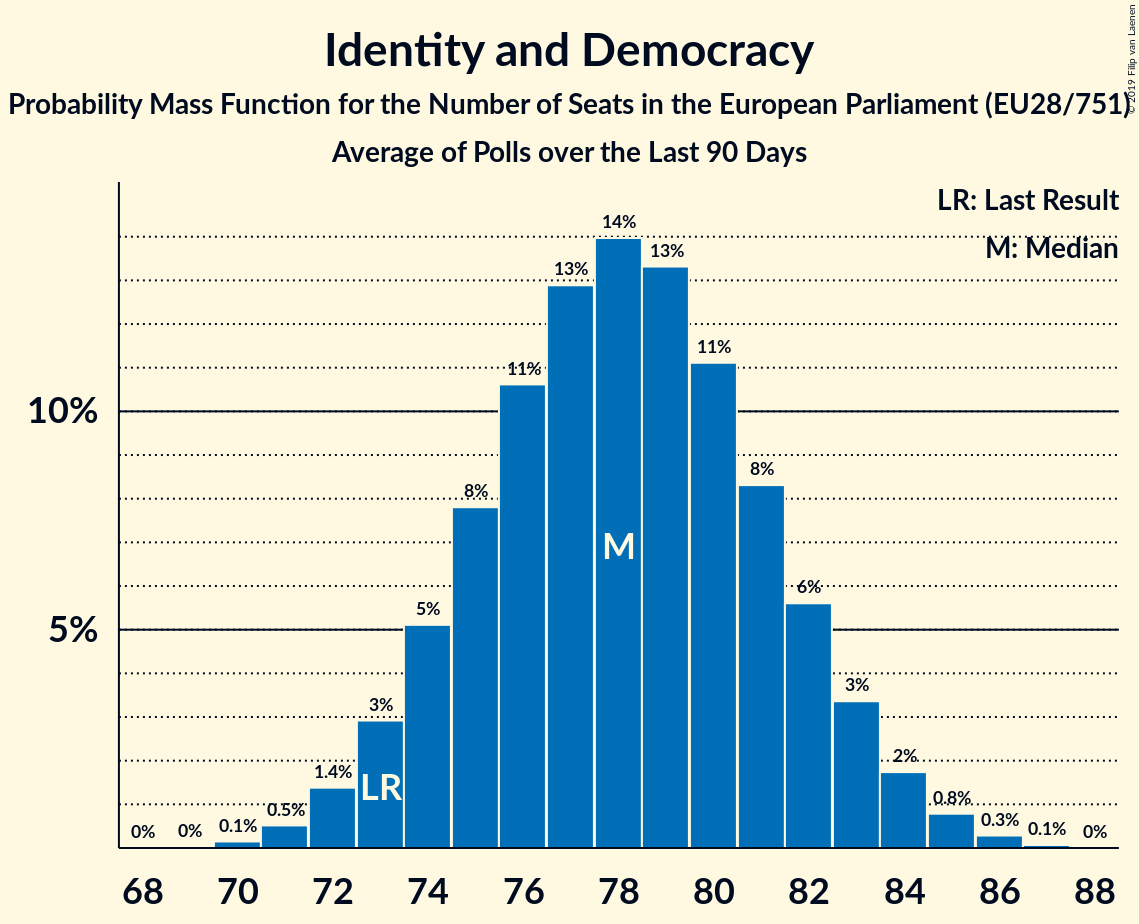 Identity and Democracy
Probability Mass Function for the Number of Seats in the European Parliament (EU28/751)
Average of Polls over the Last 90 Days
© 2019 Filip van Laenen
LR: Last Result
M: Median
10%
5%
0%
0%
0.1%
0.5%
1.4%
3%
5%
8%
11%
13%
14%
13%
11%
8%
6%
3%
2%
0.8%
0.3%
0.1%
0%
LR
M
68 70 72 74 76 78 80 82 84 86 88